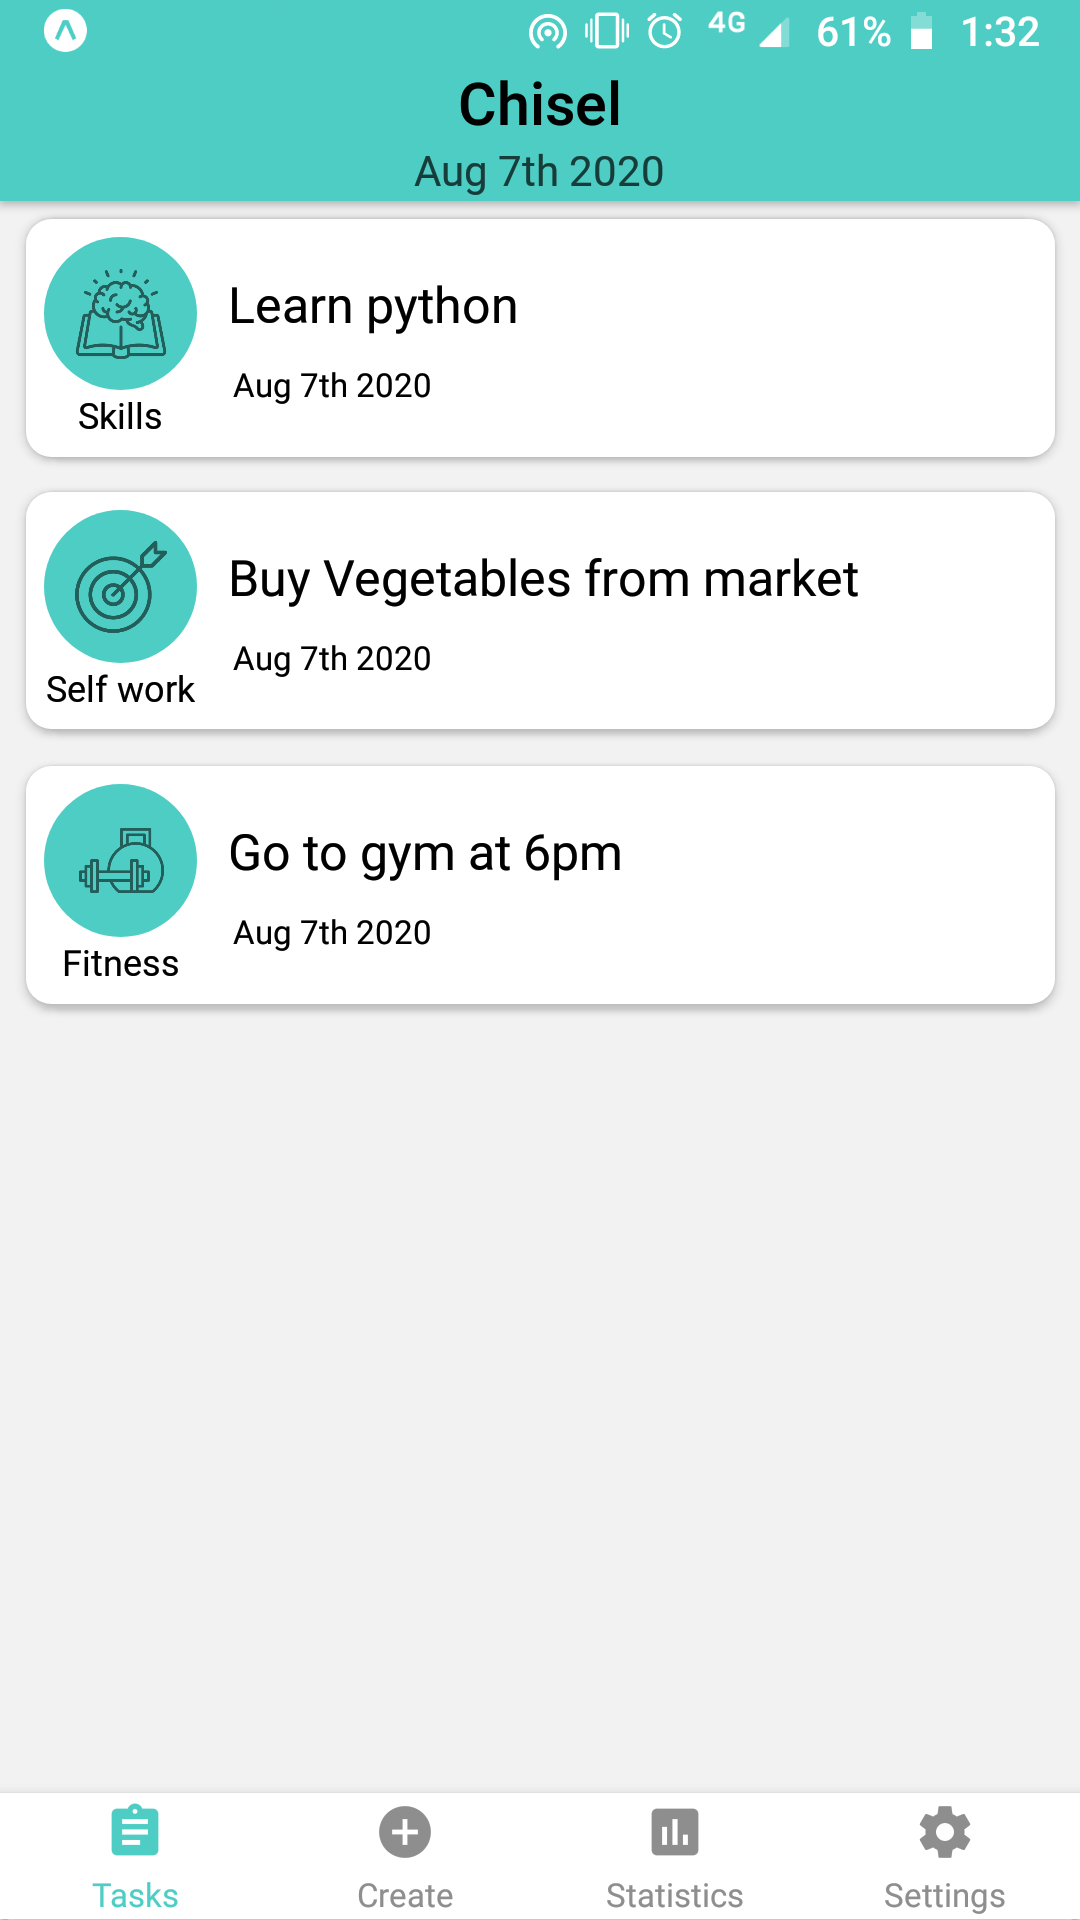 4G 61% 1:32
Chisel
Aug 7th 2020
Learn python
Aug 7th 2020
Skills
Buy Vegetables from market
Aug 7th 2020
Self work
Go to gym at 6pm
Aug 7th 2020
Fitness
Tasks Create Statistics Settings